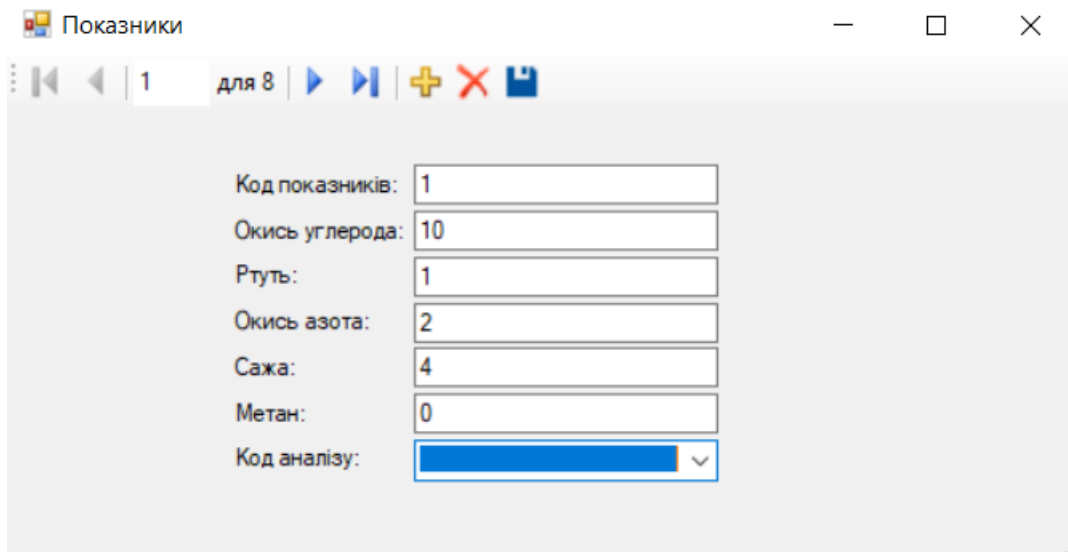 Показники
1 для 8
Код показників: 1
Окись углерода: 10
Ртуть: 1
Окись азота: 2
Сажа: 4
Метан: 0
Код аналізу: